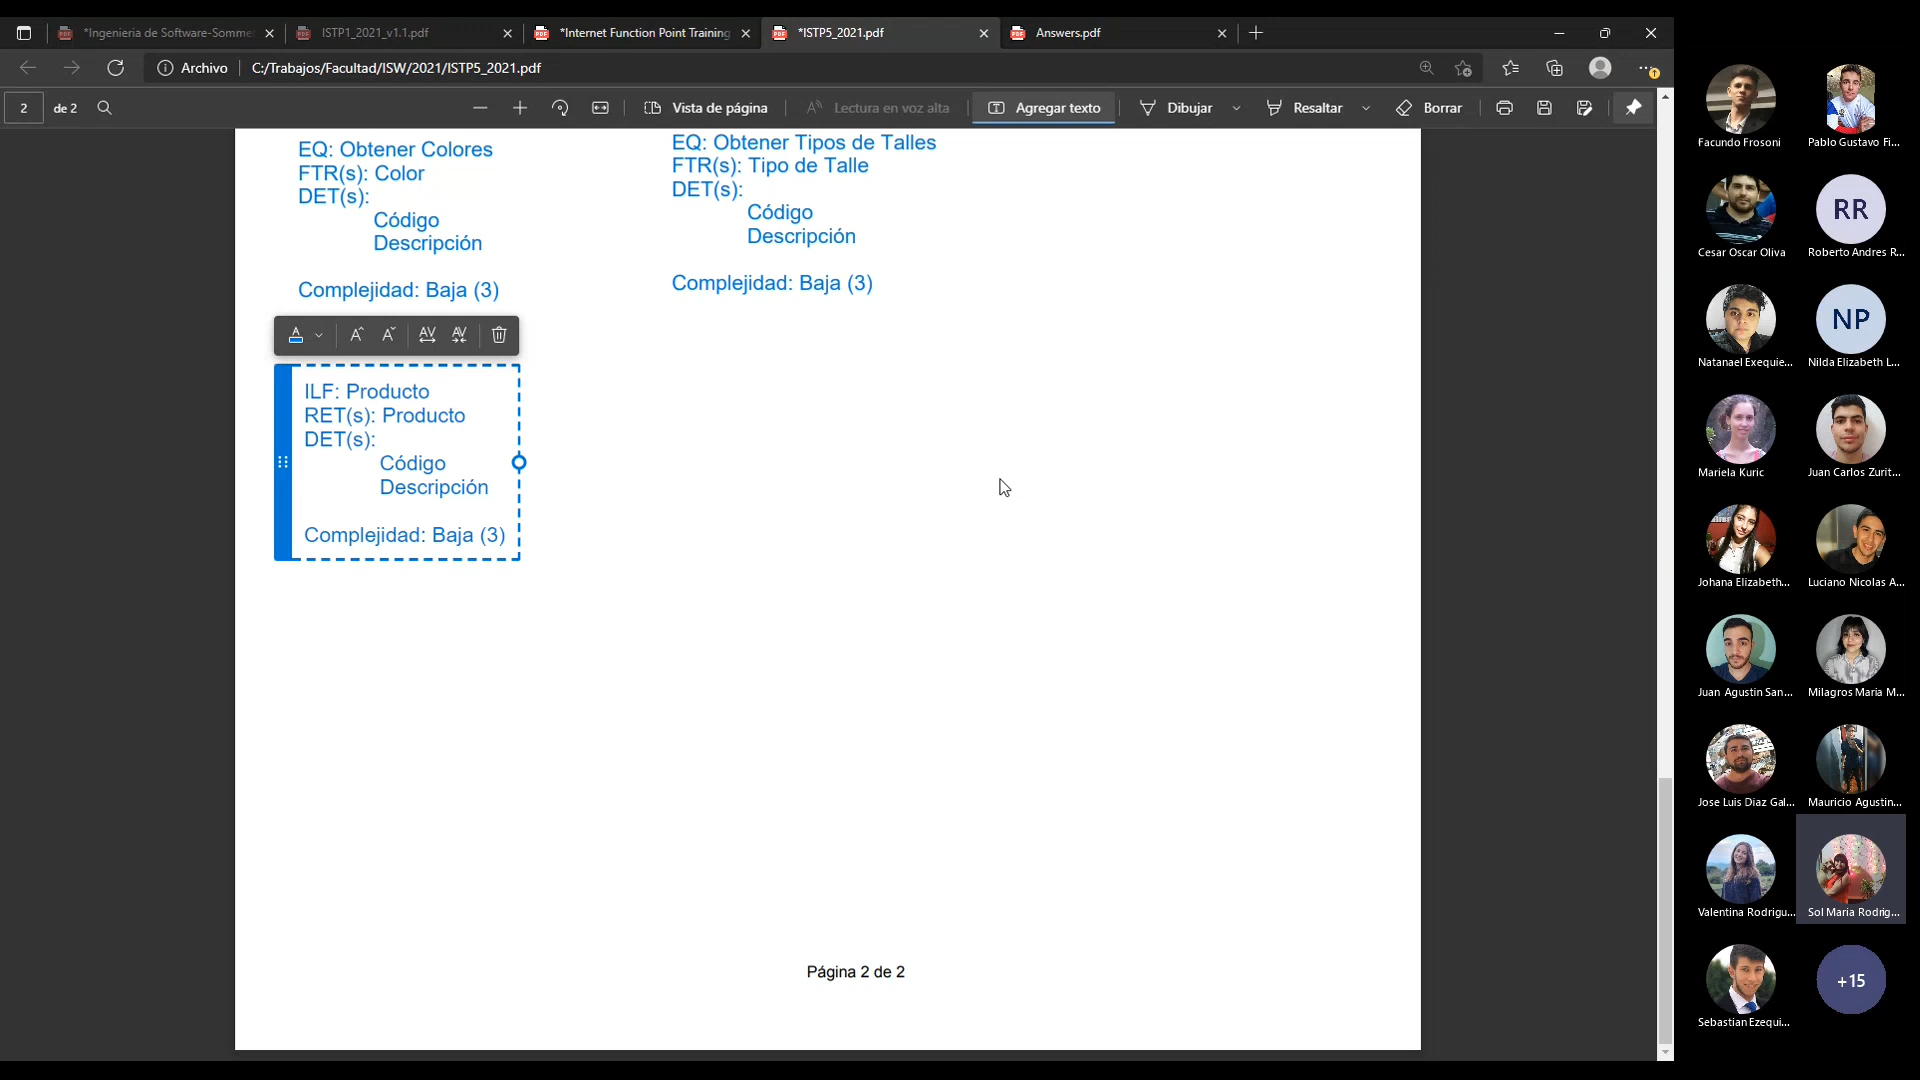 *Ingenieria de Software-Somme
ISTP1_2021_v1.1.pdf
*Internet Function Point Training
*ISTP5_2021.pdf
Answers.pdf
Archivo
C:/Trabajos/Facultad/ISW/2021/ISTP5_2021.pdf
2
de 2
Vista de página
Lectura en voz alta
Agregar texto
Dibujar
Resaltar
Borrar
EQ: Obtener Colores
FTR(s): Color
DET(s):
Código
Descripción
Complejidad: Baja (3)
EQ: Obtener Tipos de Talles
FTR(s): Tipo de Talle
DET(s):
Código
Descripción
Complejidad: Baja (3)
ILF: Producto
RET(s): Producto
DET(s):
Código
Descripción
Complejidad: Baja (3)
Página 2 de 2
Facundo Frosoni
Pablo Gustavo Fi...
Cesar Oscar Oliva
RR
Roberto Andres R...
Natanael Exequie...
NP
Nilda Elizabeth L...
Mariela Kuric
Juan Carlos Zurit...
Johana Elizabeth...
Luciano Nicolas A...
Juan Agustin San...
Milagros Maria M...
Jose Luis Diaz Gal...
Mauricio Agustin...
Valentina Rodrigu...
Sol Maria Rodrig...
Sebastian Ezequi...
+15